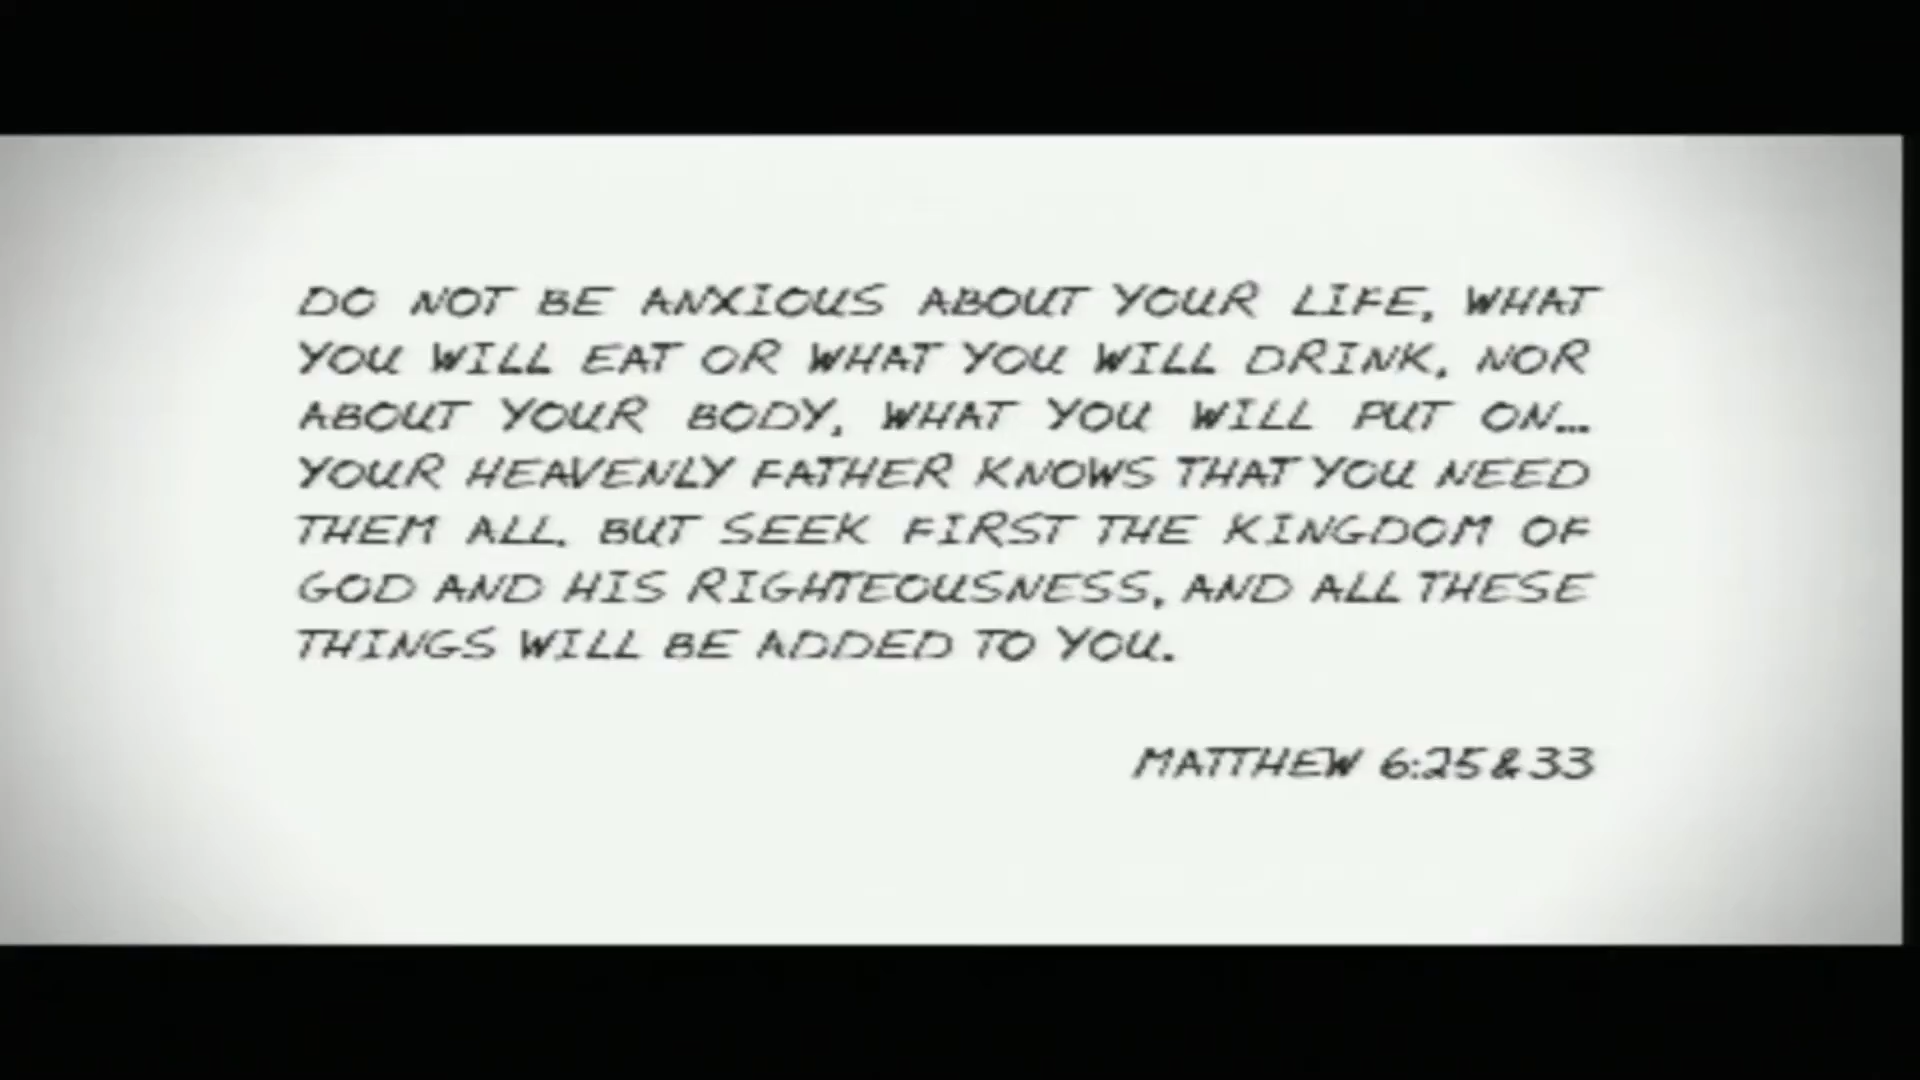 DO NOT BE ANXIOUS ABOUT YOUR LIFE, WHAT
YOU WILL EAT OR WHAT YOU WILL DRINK, NOR
ABOUT YOUR BODY, WHAT YOU WILL PUT ON...
YOUR HEAVENLY FATHER KNOWS THAT YOU NEED
THEM ALL. BUT SEEK FIRST THE KINGDOM OF
GOD AND HIS RIGHTEOUSNESS, AND ALL THESE
THINGS WILL BE ADDED TO YOU.
MATTHEW 6:25&33